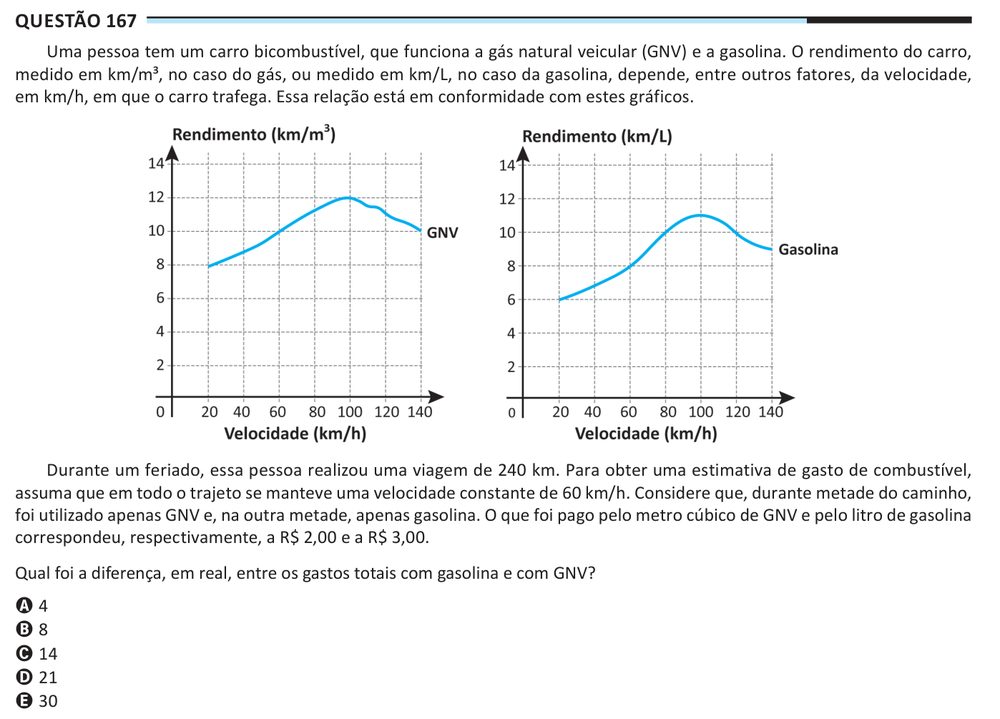 QUESTÃO 167
Uma pessoa tem um carro bicombustível, que funciona a gás natural veicular (GNV) e a gasolina. O rendimento do carro,
medido em km/m³, no caso do gás, ou medido em km/L, no caso da gasolina, depende, entre outros fatores, da velocidade,
em km/h, em que o carro trafega. Essa relação está em conformidade com estes gráficos.
Rendimento (km/m³)
14
12
10
8
6
4
2
0 20 40 60 80 100 120 140
GNV
Velocidade (km/h)
Rendimento (km/L)
14
12
10
8
6
4
2
0 20 40 60 80 100 120 140
Gasolina
Velocidade (km/h)
Durante um feriado, essa pessoa realizou uma viagem de 240 km. Para obter uma estimativa de gasto de combustível,
assuma que em todo o trajeto se manteve uma velocidade constante de 60 km/h. Considere que, durante metade do caminho,
foi utilizado apenas GNV e, na outra metade, apenas gasolina. O que foi pago pelo metro cúbico de GNV e pelo litro de gasolina
correspondeu, respectivamente, a R$ 2,00 e a R$ 3,00.
Qual foi a diferença, em real, entre os gastos totais com gasolina e com GNV?
A 4
B 8
C 14
D 21
E 30